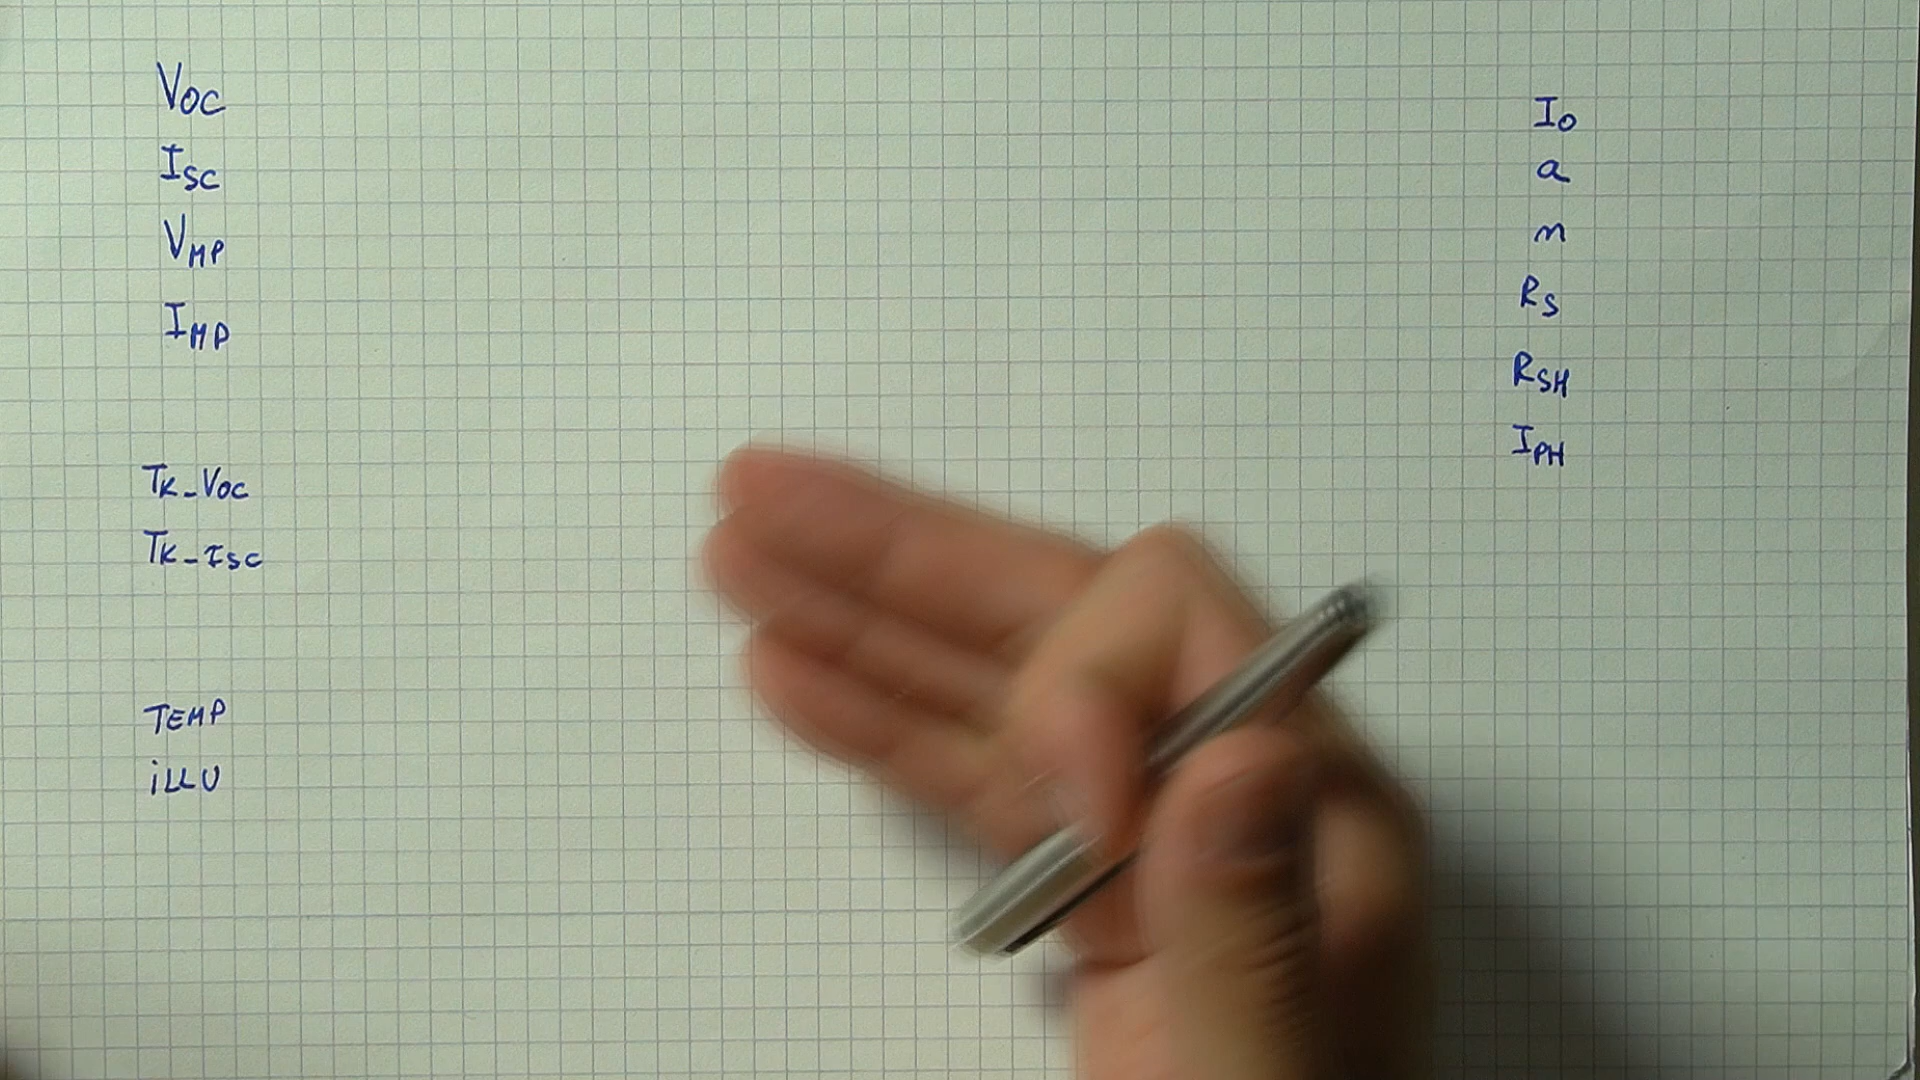 Voc
Isc
VMP
IMP
TK_Voc
TK_Isc
TEMP
iLLU
Io
a
n
Rs
RSH
IPH